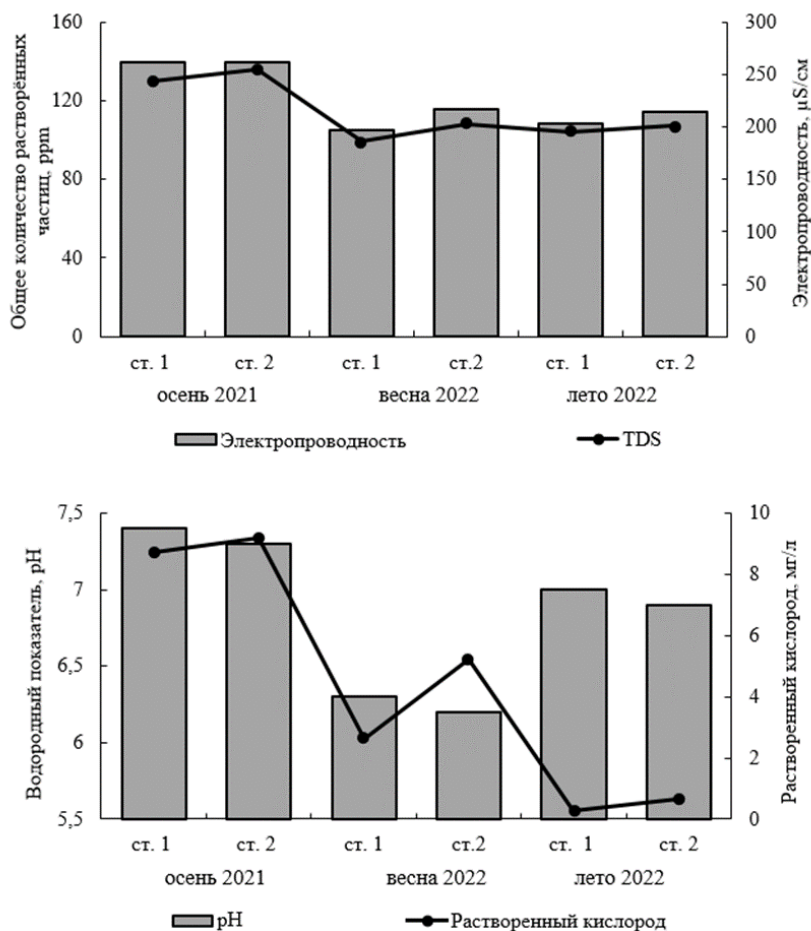 160
120
80
40
0
Общее количество растворённых
частиц, ppm
300
250
200
150
100
50
0
Электропроводность, µS/см
ст. 1 ст. 2 ст. 1 ст.2 ст. 1 ст. 2
осень 2021 весна 2022 лето 2022
Электропроводность TDS
7,5
7
6,5
6
5,5
Водородный показатель, pH
10
8
6
4
2
0
Растворенный кислород, мг/л
ст. 1 ст. 2 ст. 1 ст.2 ст. 1 ст. 2
осень 2021 весна 2022 лето 2022
pH Растворенный кислород